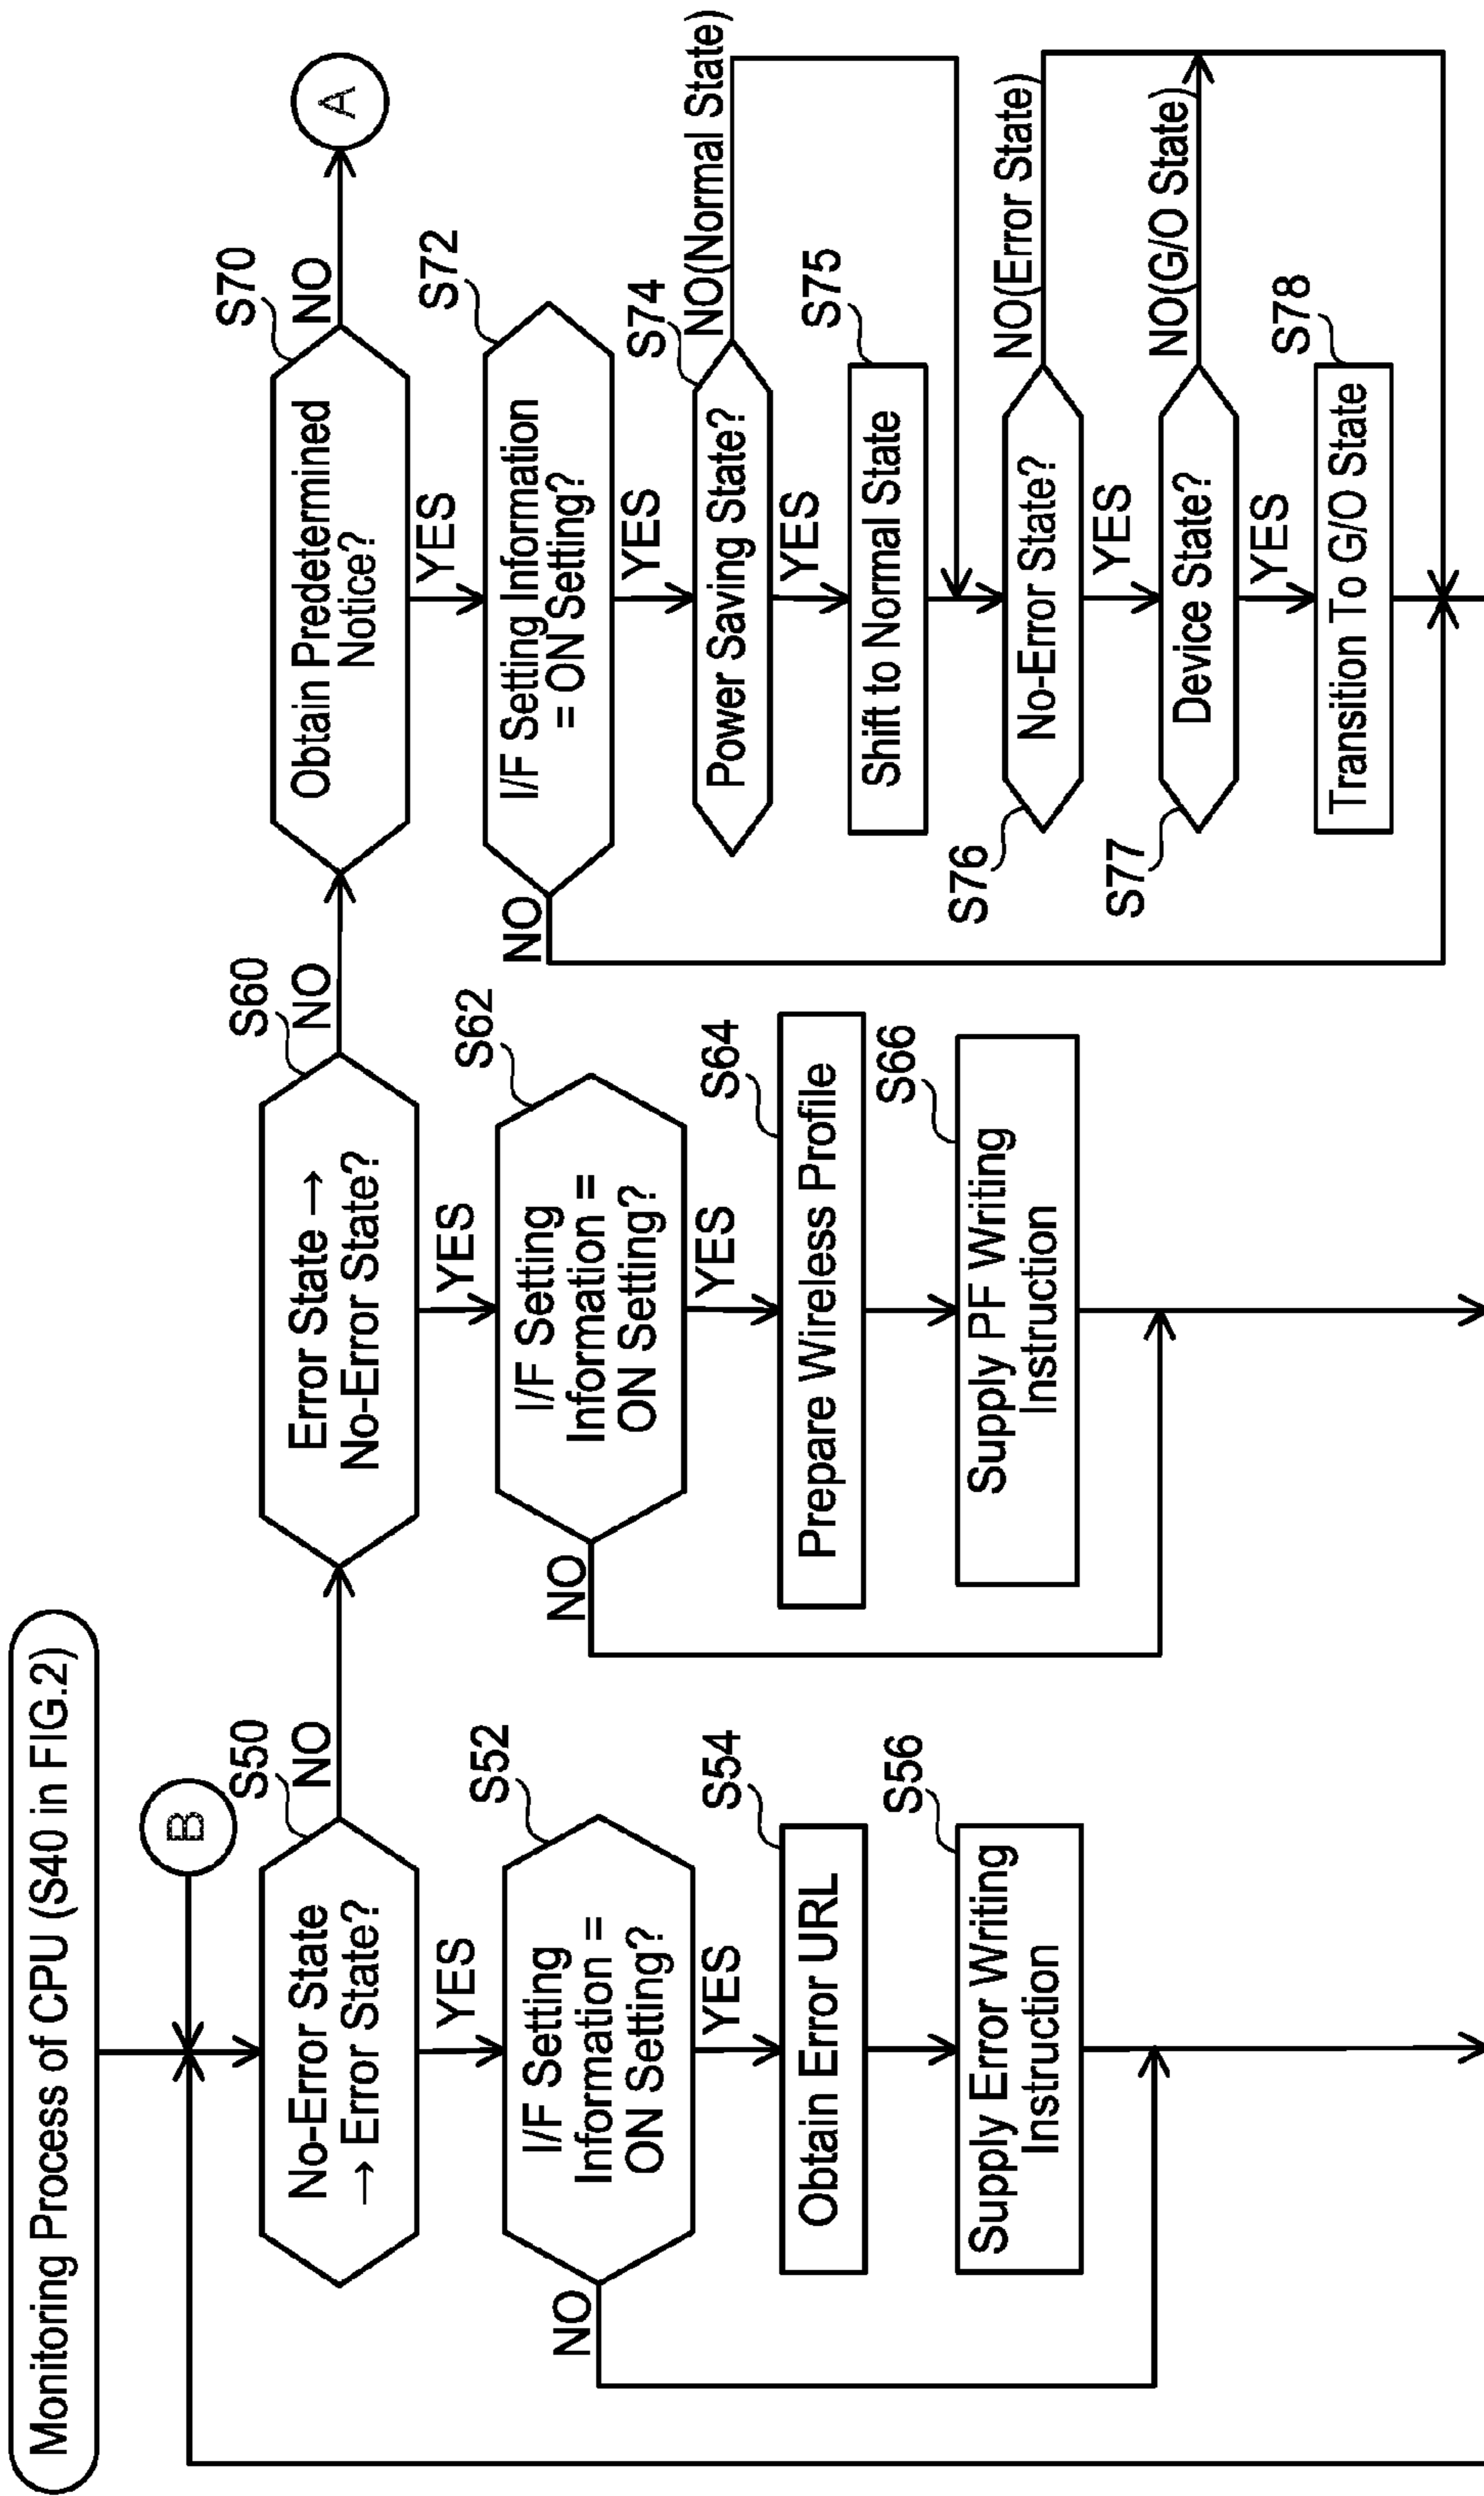 Monitoring Process of CPU (S40 in FIG.2)
B
S50
No-Error State
→ Error State?
NO
YES
S52
I/F Setting
Information =
ON Setting?
NO
YES
S54
Obtain Error URL
S56
Supply Error Writing
Instruction
S60
Error State →
No-Error State?
NO
YES
S62
I/F Setting
Information =
ON Setting?
NO
YES
S64
Prepare Wireless Profile
S66
Supply PF Writing
Instruction
S70
Obtain Predetermined
Notice?
NO
A
YES
S72
I/F Setting Information
= ON Setting?
NO
YES
S74
Power Saving State?
NO(Normal State)
YES
S75
Shift to Normal State
S76
No-Error State?
NO(Error State)
YES
S77
Device State?
NO(G/O State)
YES
S78
Transition To G/O State